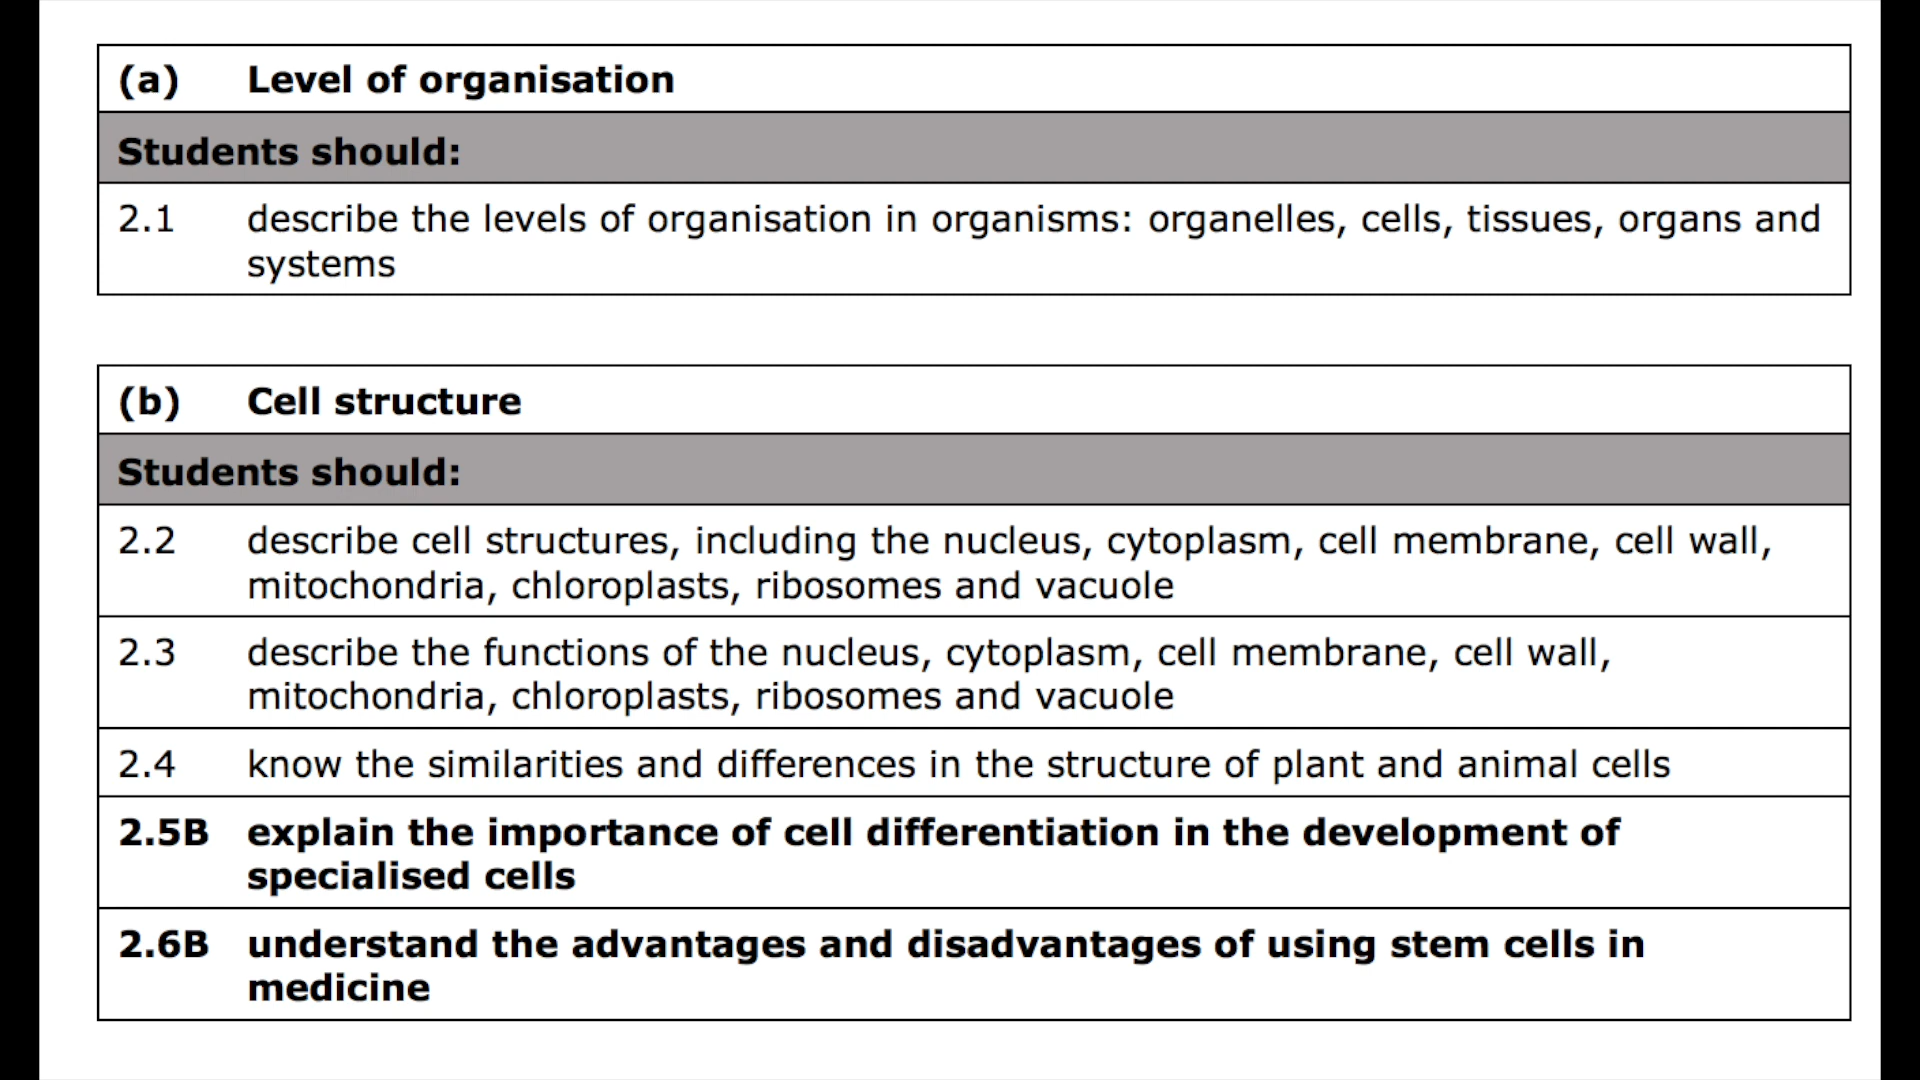 (a) Level of organisation
Students should:
2.1 describe the levels of organisation in organisms: organelles, cells, tissues, organs and
systems
(b) Cell structure
Students should:
2.2 describe cell structures, including the nucleus, cytoplasm, cell membrane, cell wall,
mitochondria, chloroplasts, ribosomes and vacuole
2.3 describe the functions of the nucleus, cytoplasm, cell membrane, cell wall,
mitochondria, chloroplasts, ribosomes and vacuole
2.4 know the similarities and differences in the structure of plant and animal cells
2.5B explain the importance of cell differentiation in the development of
specialised cells
2.6B understand the advantages and disadvantages of using stem cells in
medicine